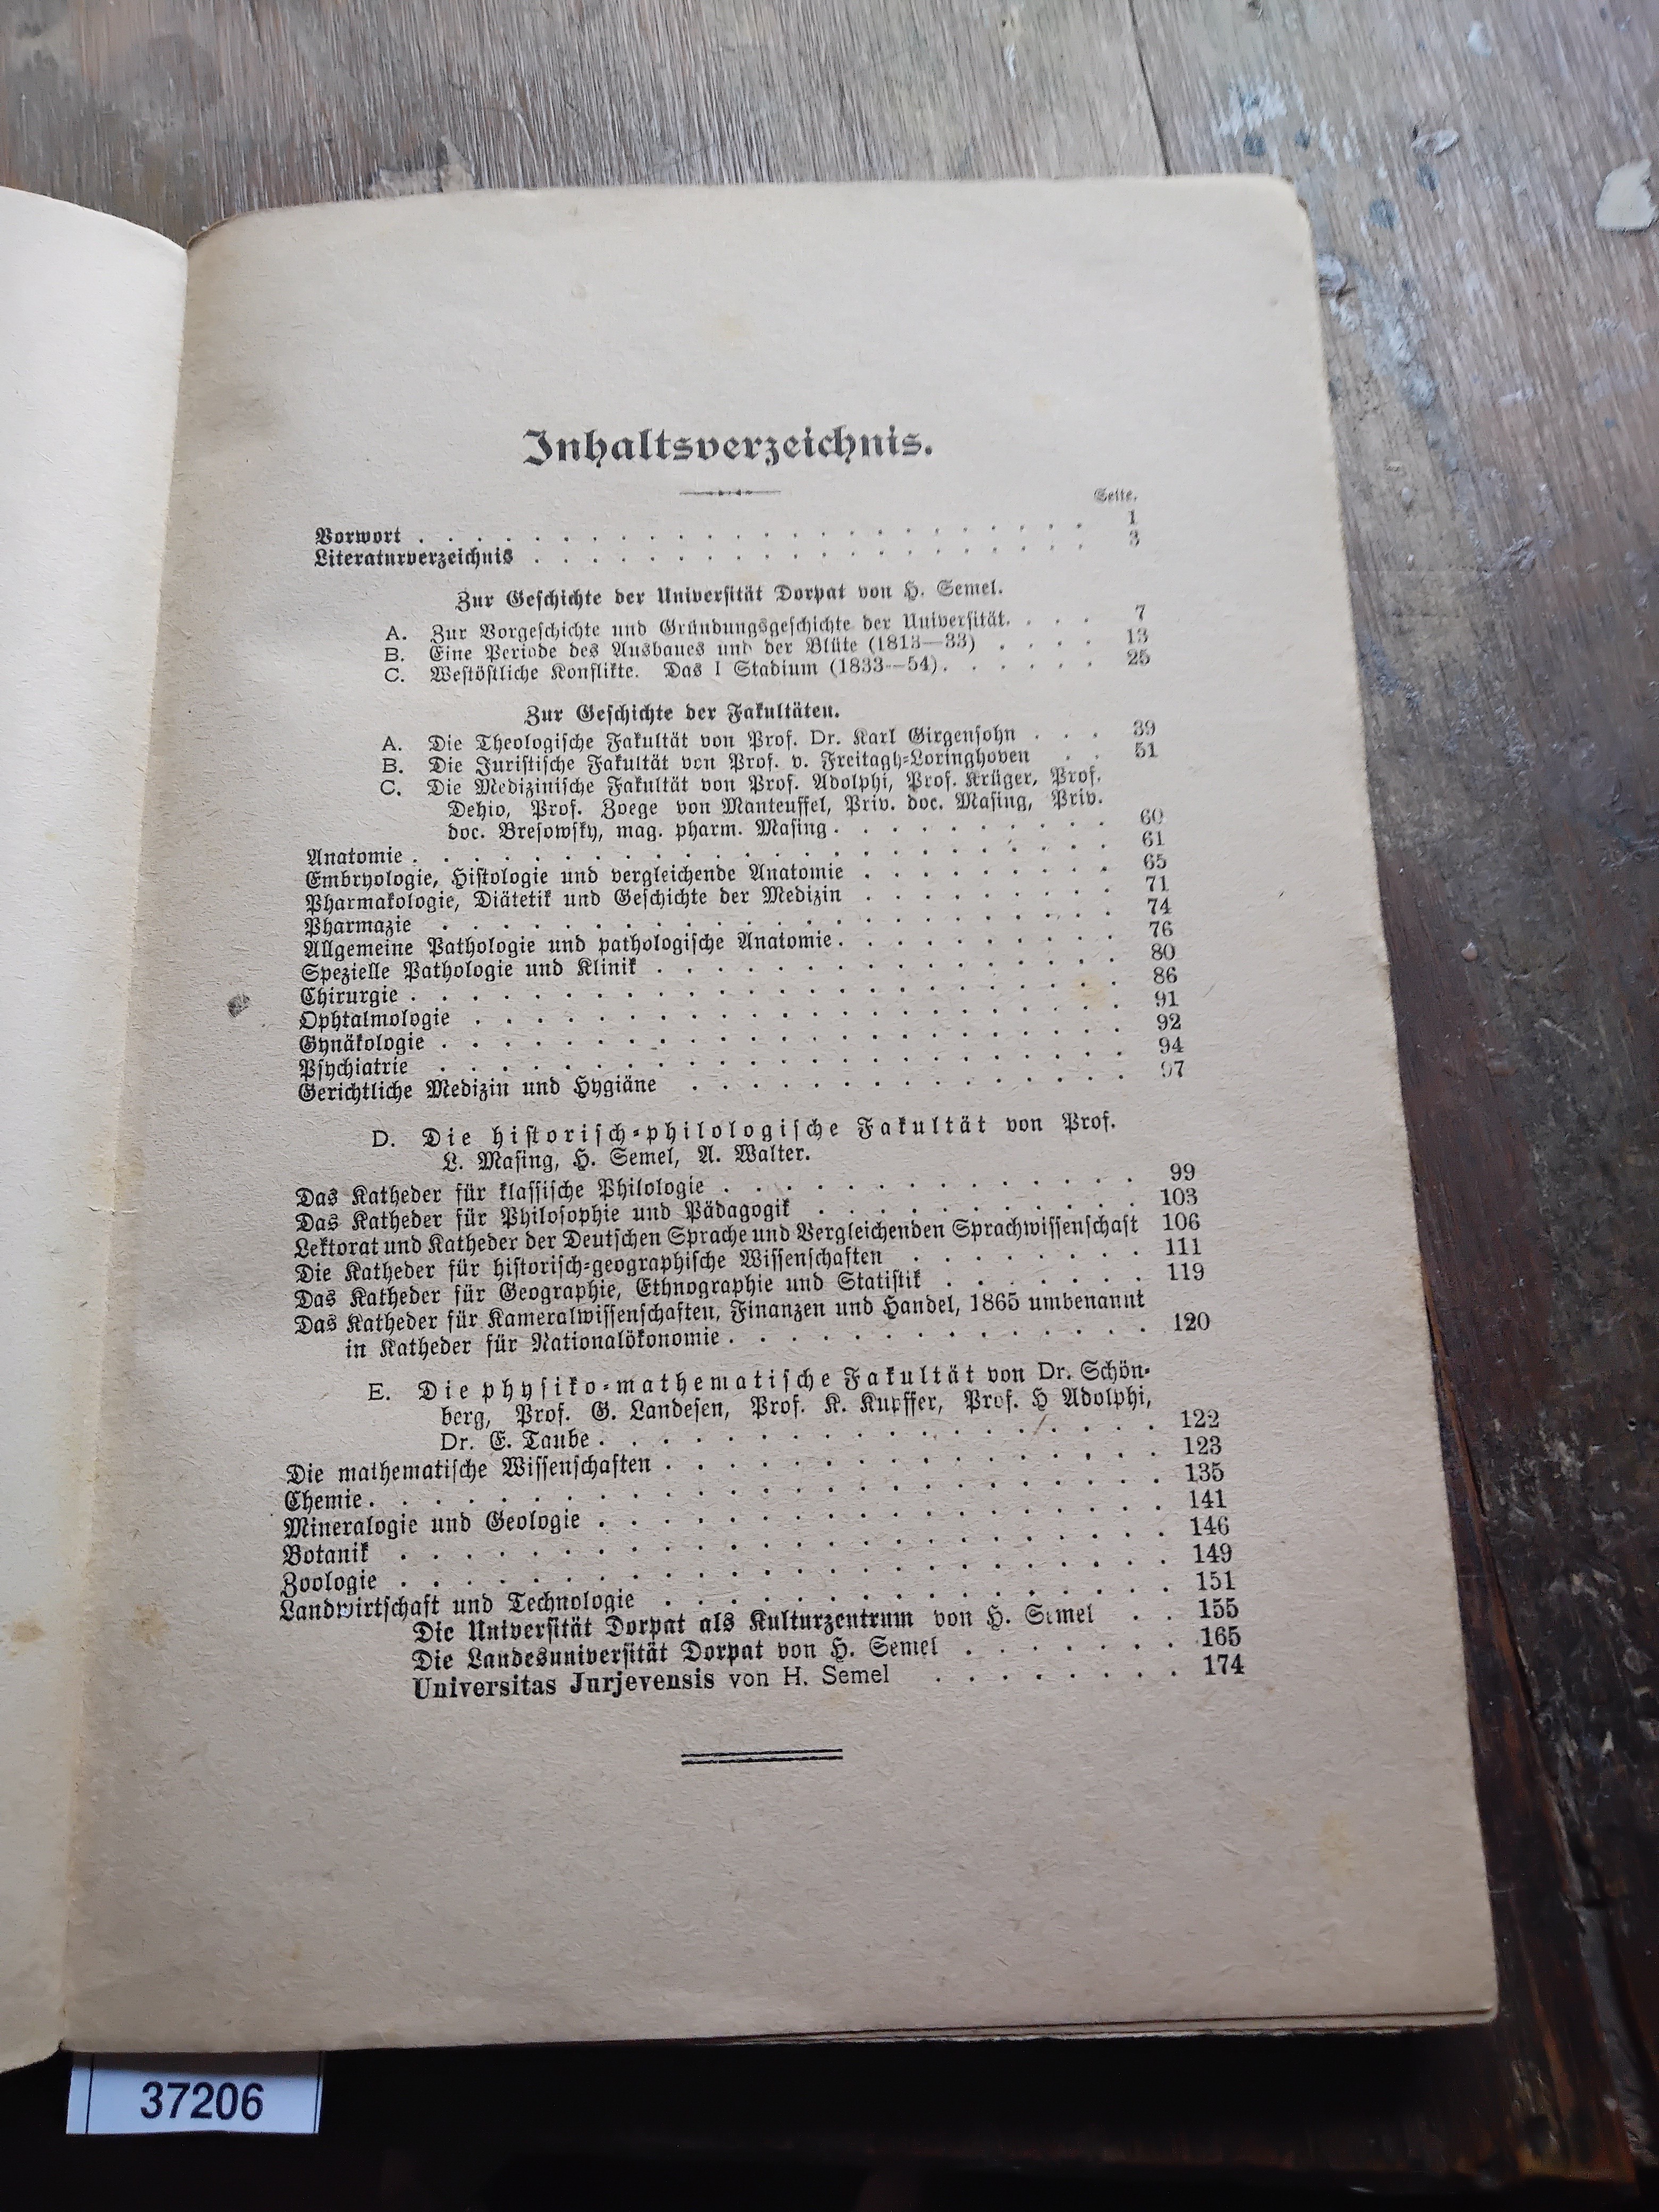 Inhaltsverzeichnis.
Seite.
Vorwort . . . . . . . . . . . . . . . . . . . . . . 1
Literaturverzeichnis . . . . . . . . . . . . . . . . . . 3
Zur Geschichte der Universität Dorpat von H. Semel.
A. Zur Vorgeschichte und Gründungsgeschichte der Universität. . . . 7
B. Eine Periode des Ausbaues und der Blüte (1813—33) . . . . 13
C. Westöstliche Konflikte. Das I Stadium (1833—54). . . . . . 25
Zur Geschichte der Fakultäten.
A. Die Theologische Fakultät von Prof. Dr. Karl Girgensohn . . . 39
B. Die Juristische Fakultät von Prof. v. Freitagh-Loringhoven . . 51
C. Die Medizinische Fakultät von Prof. Adolphi, Prof. Krüger, Prof.
Dehio, Prof. Zoege von Manteuffel, Priv. doc. Masing, Priv.
doc. Bresowsky, mag. pharm. Masing . . . . . . . . . . 60
Anatomie . . . . . . . . . . . . . . . . . . . . . 61
Embryologie, Histologie und vergleichende Anatomie . . . . . . . . 65
Pharmakologie, Diätetik und Geschichte der Medizin . . . . . . . . 71
Pharmazie . . . . . . . . . . . . . . . . . . . . . 74
Allgemeine Pathologie und pathologische Anatomie . . . . . . . . . 76
Spezielle Pathologie und Klinik . . . . . . . . . . . . . . 80
Chirurgie . . . . . . . . . . . . . . . . . . . . . 86
Ophtalmologie . . . . . . . . . . . . . . . . . . . . 91
Gynäkologie . . . . . . . . . . . . . . . . . . . . . 92
Psychiatrie . . . . . . . . . . . . . . . . . . . . . 94
Gerichtliche Medizin und Hygiäne . . . . . . . . . . . . . 97
D. Die historisch-philologische Fakultät von Prof.
L. Masing, H. Semel, A. Walter.
Das Katheder für klassische Philologie . . . . . . . . . . . . . 99
Das Katheder für Philosophie und Pädagogik . . . . . . . . . . 103
Lektorat und Katheder der Deutschen Sprache und Vergleichenden Sprachwissenschaft 106
Die Katheder für historisch-geographische Wissenschaften . . . . . . . 111
Das Katheder für Geographie, Ethnographie und Statistik . . . . . . 119
Das Katheder für Kameralwissenschaften, Finanzen und Handel, 1865 umbenannt
in Katheder für Nationalökonomie . . . . . . . . . . . . . 120
E. Die physiko-mathematische Fakultät von Dr. Schön-
berg, Prof. G. Landesen, Prof. K. Kupffer, Prof. H Adolphi,
Dr. E. Taube . . . . . . . . . . . . . . . . . . 122
Die mathematische Wissenschaften . . . . . . . . . . . . . . 123
Chemie . . . . . . . . . . . . . . . . . . . . . . . 135
Mineralogie und Geologie . . . . . . . . . . . . . . . . . 141
Botanik . . . . . . . . . . . . . . . . . . . . . . . 146
Zoologie . . . . . . . . . . . . . . . . . . . . . . . 149
Landwirtschaft und Technologie . . . . . . . . . . . . . . . 151
Die Universität Dorpat als Kulturzentrum von H. Semel . . 155
Die Landesuniversität Dorpat von H. Semel . . . . . . . 165
Universitas Jurjevensis von H. Semel . . . . . . . . 174
37206